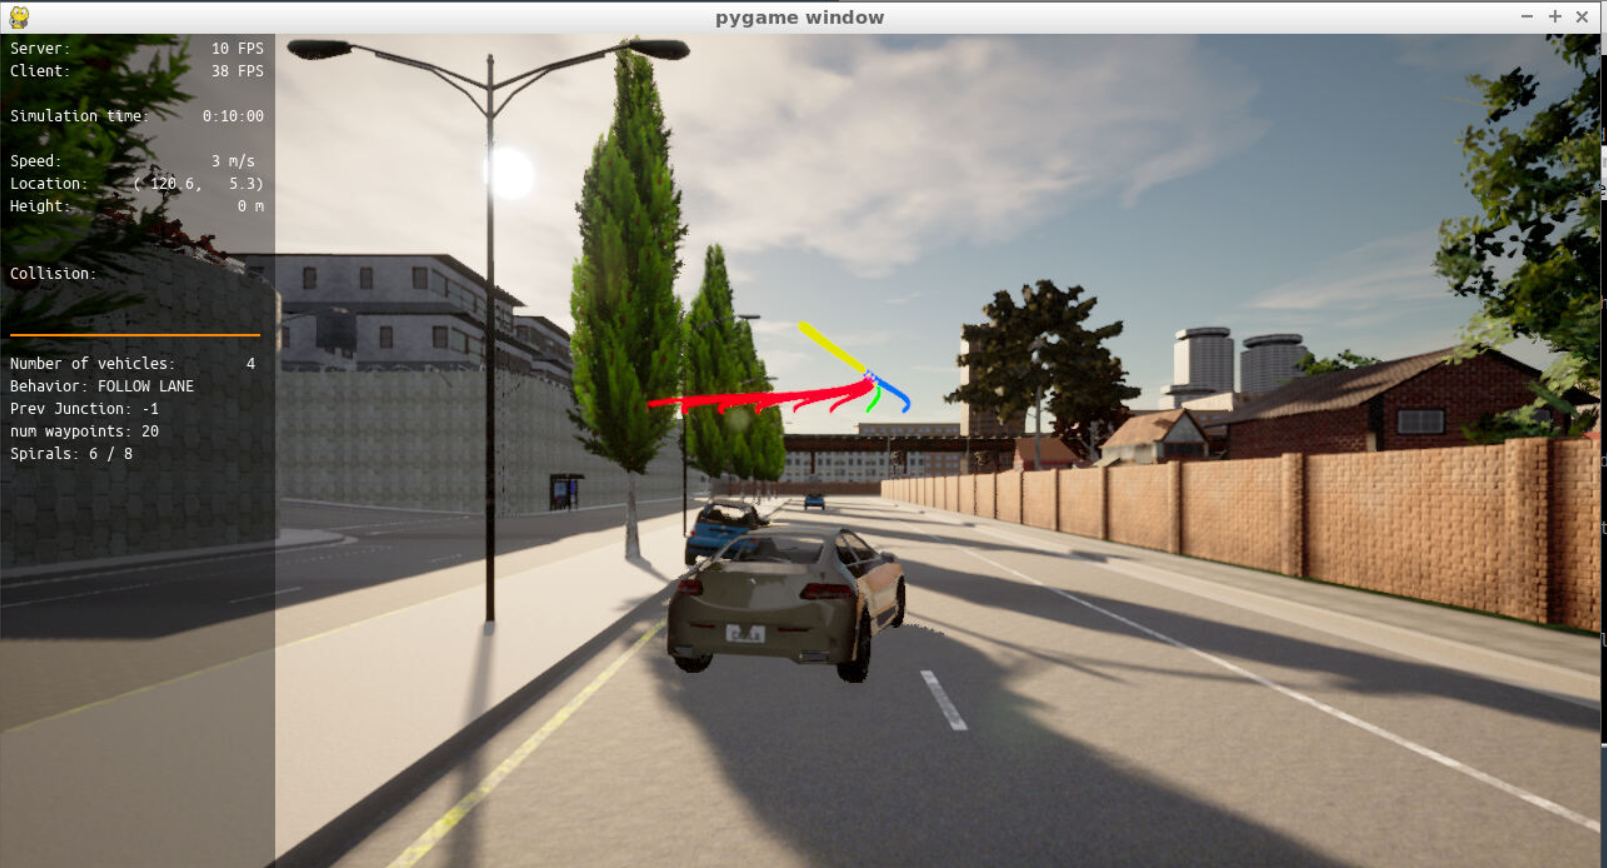 pygame window
Server: 10 FPS
Client: 38 FPS
Simulation time: 0:10:00
Speed: 3 m/s
Location: ( 120.6, 5.3)
Height: 0 m
Collision:
Number of vehicles: 4
Behavior: FOLLOW LANE
Prev Junction: -1
num waypoints: 20
Spirals: 6 / 8